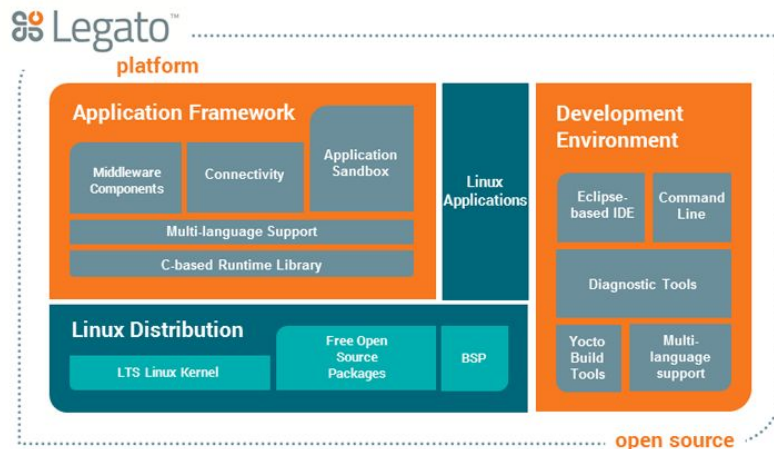 Legato™
platform
Application Framework
Middleware
Components
Connectivity
Application
Sandbox
Multi-language Support
C-based Runtime Library
Linux
Applications
Development
Environment
Eclipse-
based IDE
Command
Line
Diagnostic Tools
Yocto
Build
Tools
Multi-
language
support
Linux Distribution
LTS Linux Kernel
Free Open
Source
Packages
BSP
open source